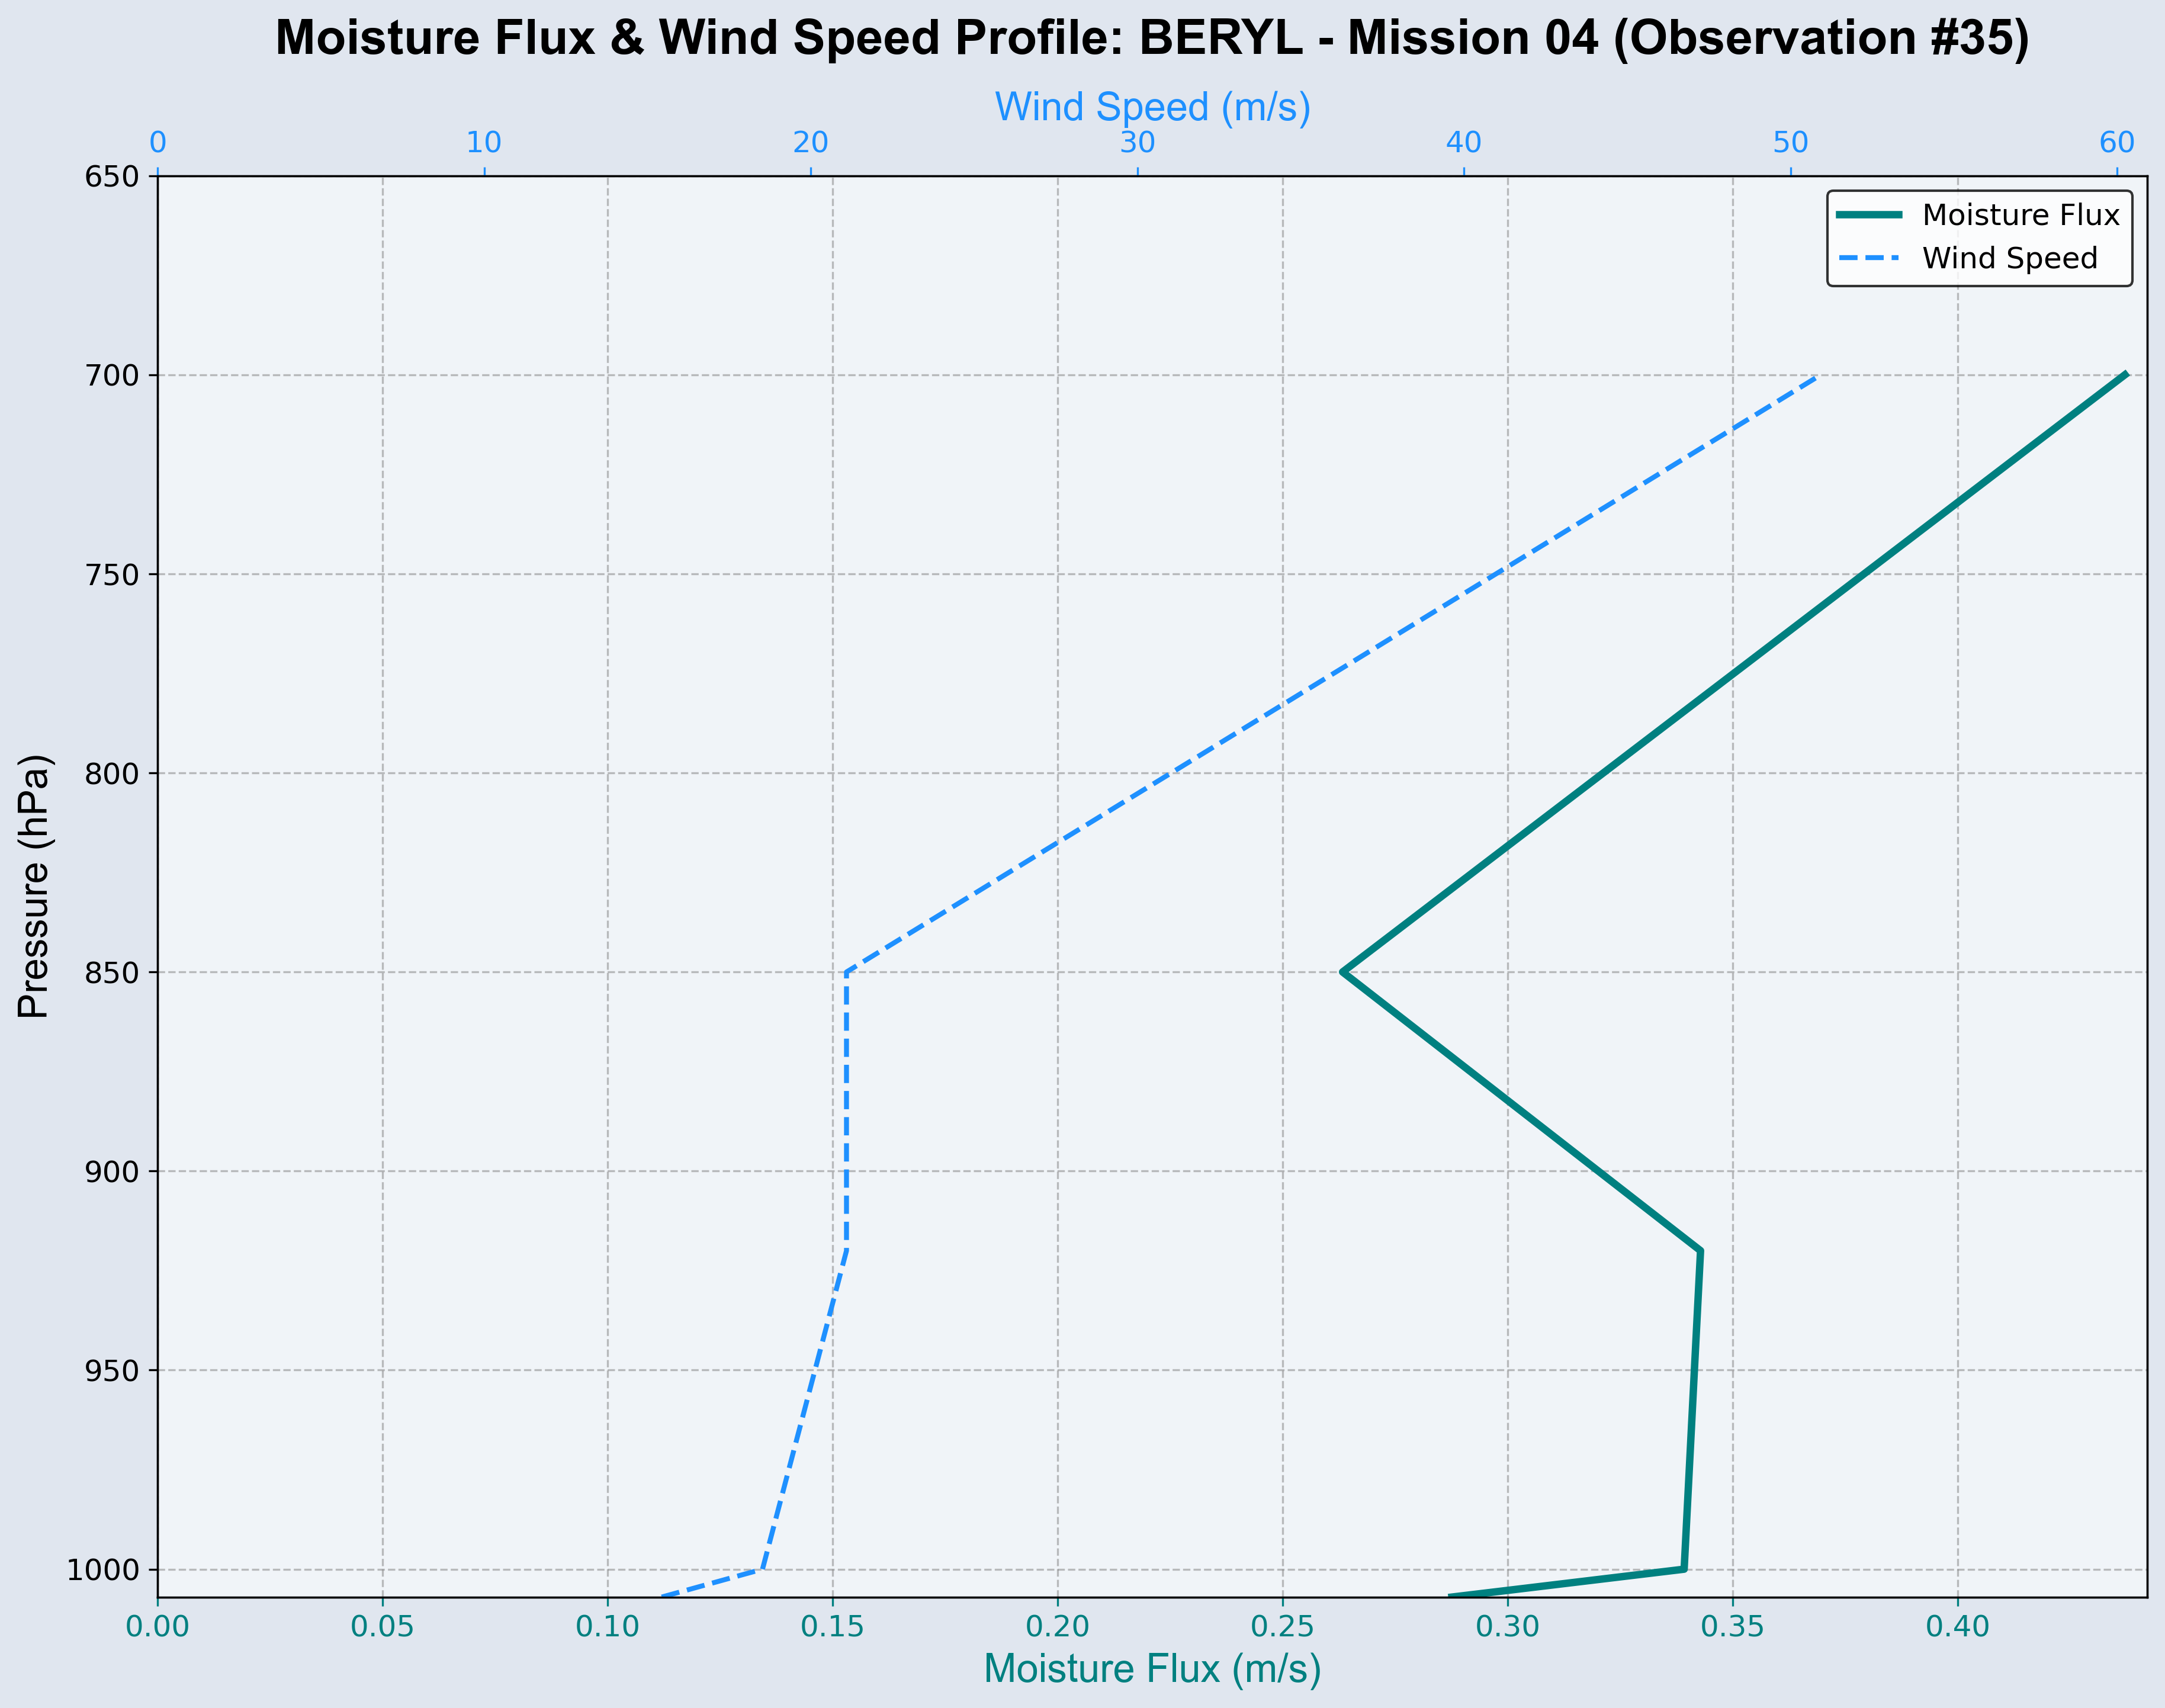 Moisture Flux & Wind Speed Profile: BERYL - Mission 04 (Observation #35)
Wind Speed (m/s)
0 10 20 30 40 50 60
Moisture Flux
Wind Speed
Pressure (hPa)
650
700
750
800
850
900
950
1000
0.00 0.05 0.10 0.15 0.20 0.25 0.30 0.35 0.40
Moisture Flux (m/s)